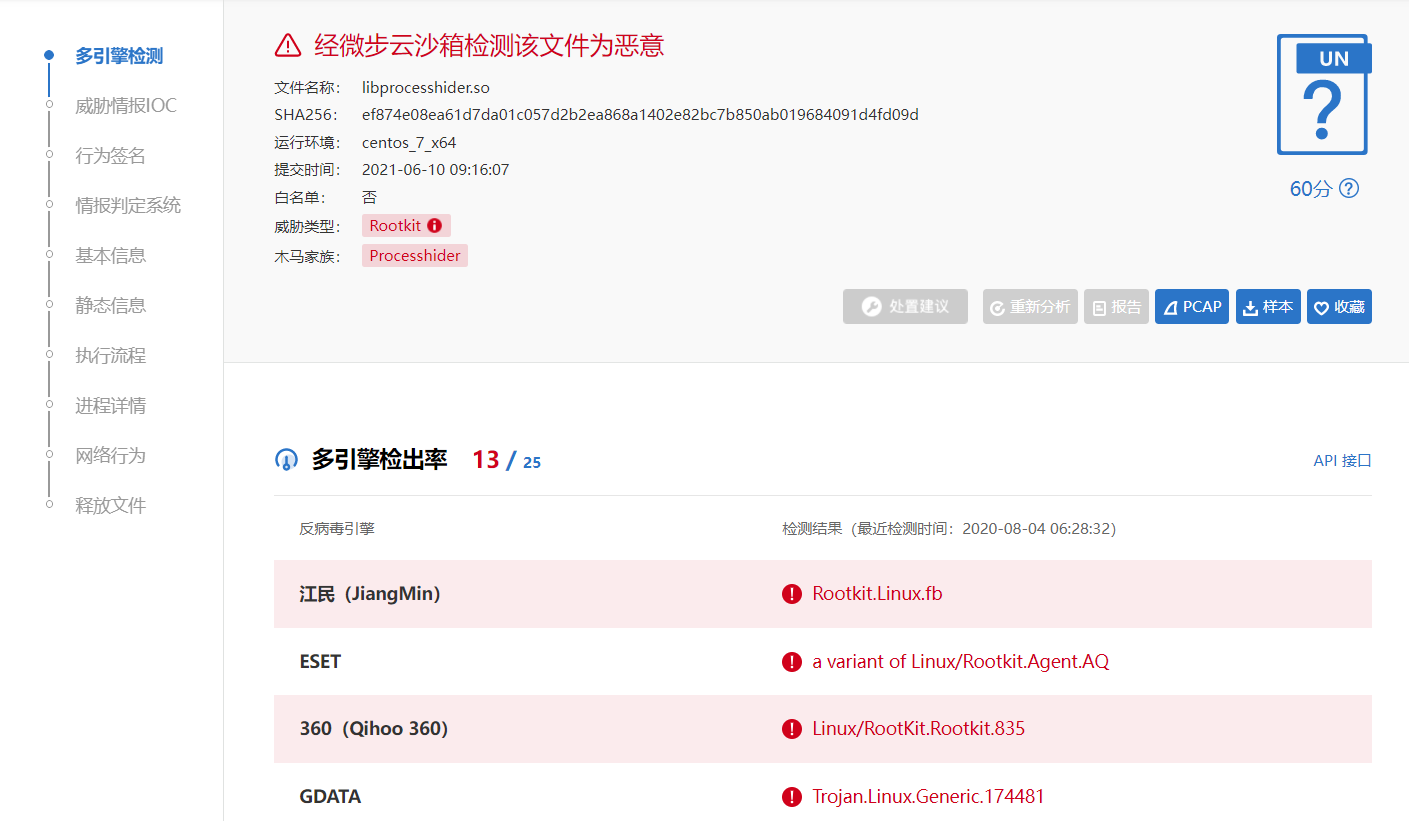 多引擎检测
威胁情报IOC
行为签名
情报判定系统
基本信息
静态信息
执行流程
进程详情
网络行为
释放文件
经微步云沙箱检测该文件为恶意
文件名称： libprocesshider.so
SHA256： ef874e08ea61d7da01c057d2b2ea868a1402e82bc7b850ab019684091d4fd09d
运行环境： centos_7_x64
提交时间： 2021-06-10 09:16:07
白名单： 否
威胁类型： Rootkit
木马家族： Processhider
UN
?
60分 ?
处置建议 重新分析 报告 PCAP 样本 收藏
多引擎检出率 13 / 25 API 接口
反病毒引擎 检测结果（最近检测时间：2020-08-04 06:28:32）
江民（JiangMin） Rootkit.Linux.fb
ESET a variant of Linux/Rootkit.Agent.AQ
360（Qihoo 360） Linux/RootKit.Rootkit.835
GDATA Trojan.Linux.Generic.174481